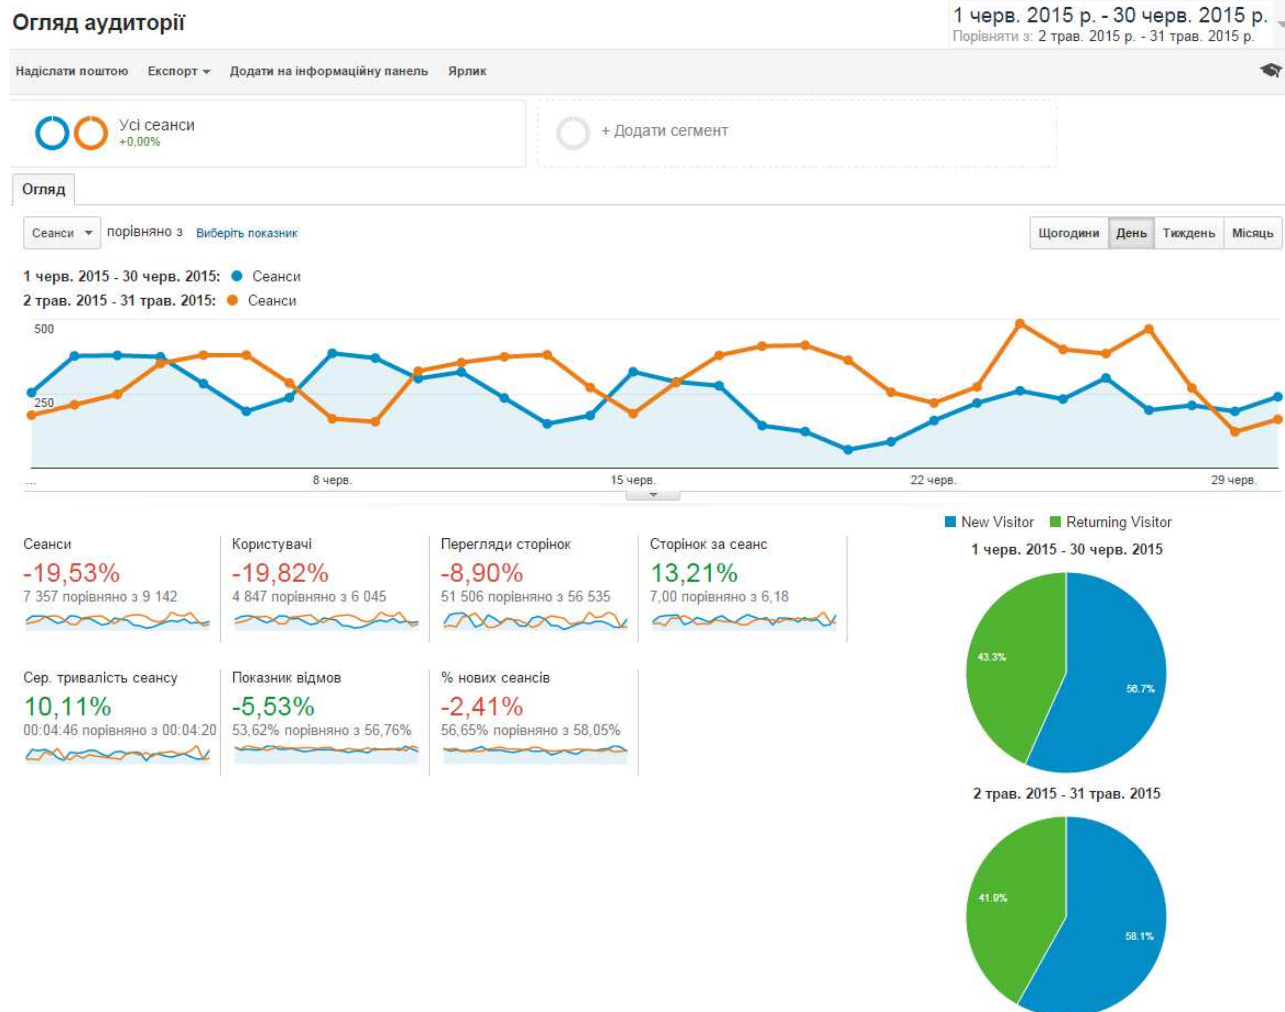 Огляд аудиторії
1 черв. 2015 р. - 30 черв. 2015 р.
Порівняти з: 2 трав. 2015 р. - 31 трав. 2015 р.
Надіслати поштою Експорт Додати на інформаційну панель Ярлик
Усі сеанси
+0,00%
+ Додати сегмент
Огляд
Сеанси порівняно з Виберіть показник
Щогодини День Тиждень Місяць
1 черв. 2015 - 30 черв. 2015: Сеанси
2 трав. 2015 - 31 трав. 2015: Сеанси
500
250
... 8 черв. 15 черв. 22 черв. 29 черв.
New Visitor Returning Visitor
1 черв. 2015 - 30 черв. 2015
Сеанси Користувачі Перегляди сторінок Сторінок за сеанс
-19,53% -19,82% -8,90% 13,21%
7 357 порівняно з 9 142 4 847 порівняно з 6 045 51 506 порівняно з 56 535 7,00 порівняно з 6,18
43.3%
56.7%
Сер. тривалість сеансу Показник відмов % нових сеансів
10,11% -5,53% -2,41%
00:04:46 порівняно з 00:04:20 53,62% порівняно з 56,76% 56,65% порівняно з 58,05%
2 трав. 2015 - 31 трав. 2015
41.9%
58.1%